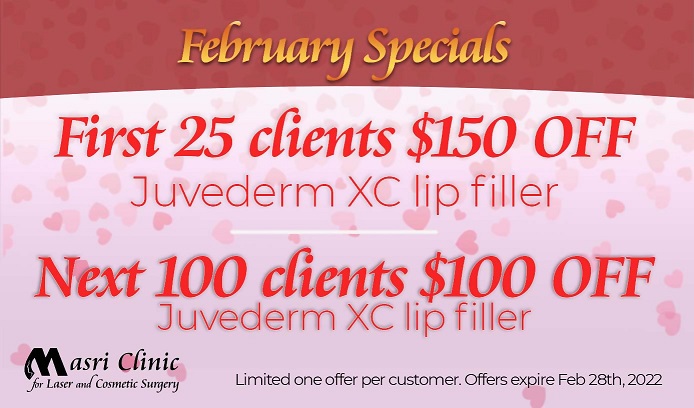 February Specials
First 25 clients $150 OFF
Juvederm XC lip filler
Next 100 clients $100 OFF
Juvederm XC lip filler
Masri Clinic
for Laser and Cosmetic Surgery
Limited one offer per customer. Offers expire Feb 28th, 2022